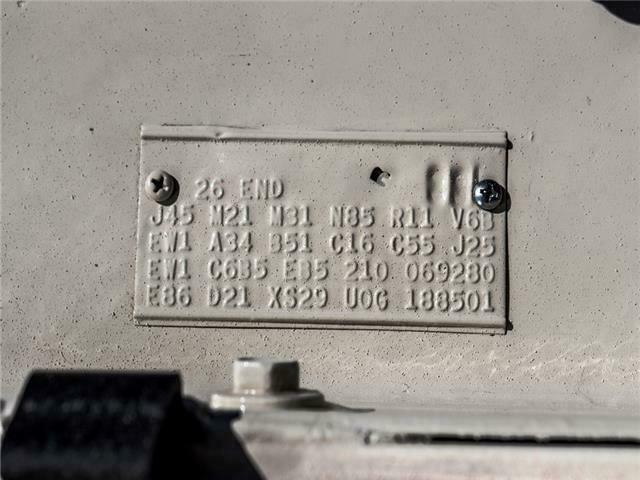 26 END
J45 M21 M31 N85 R11 V6B
EW1 A34 B51 C16 C55 J25
EW1 C6B5 EB5 210 069280
E86 D21 XS29 U0G 188501